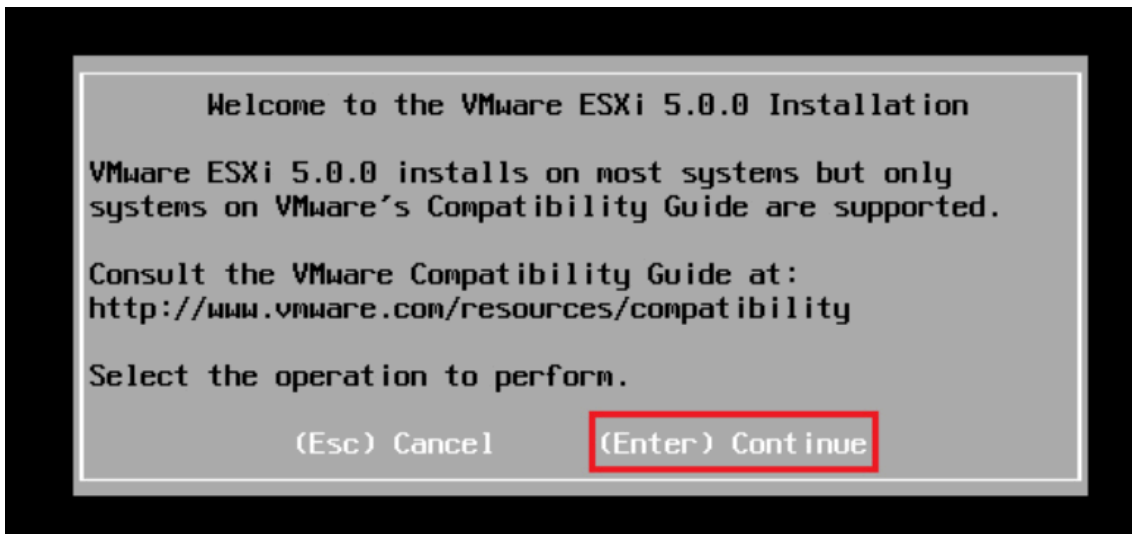 Welcome to the VMware ESXi 5.0.0 Installation
VMware ESXi 5.0.0 installs on most systems but only
systems on VMware's Compatibility Guide are supported.
Consult the VMware Compatibility Guide at:
http://www.vmware.com/resources/compatibility
Select the operation to perform.
(Esc) Cancel (Enter) Continue